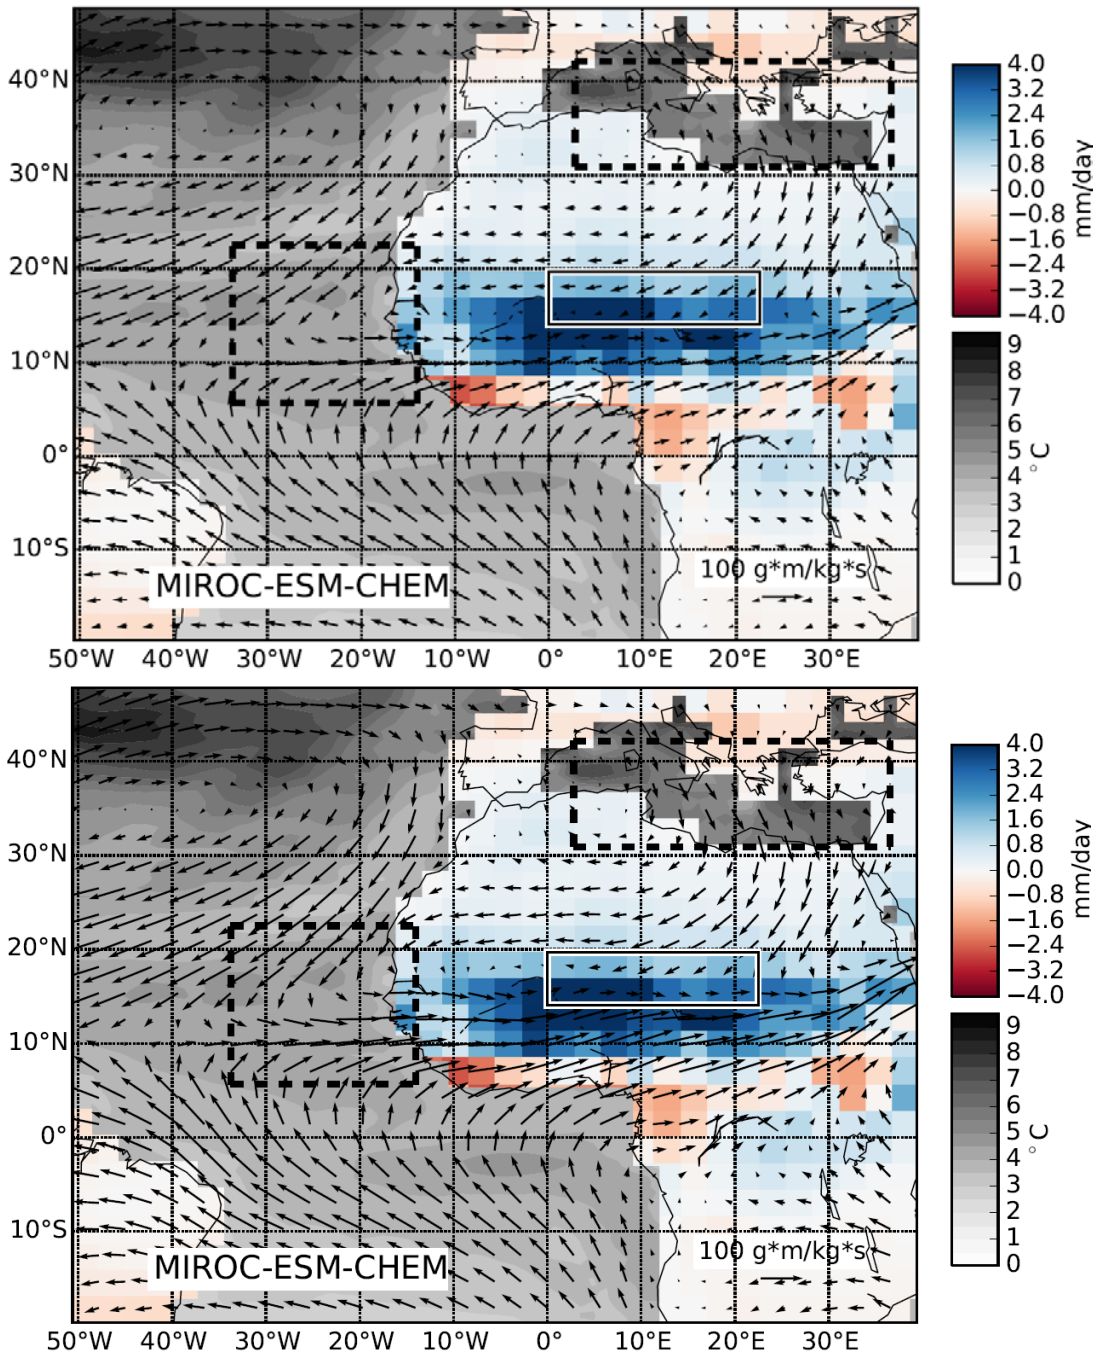 40°N
30°N
20°N
10°N
0°
10°S
MIROC-ESM-CHEM
100 g*m/kg*s
50°W 40°W 30°W 20°W 10°W 0° 10°E 20°E 30°E
4.0
3.2
2.4
1.6
0.8
0.0
−0.8
−1.6
−2.4
−3.2
−4.0
mm/day
9
8
7
6
5
4
3
2
1
0
°C
40°N
30°N
20°N
10°N
0°
10°S
MIROC-ESM-CHEM
100 g*m/kg*s
50°W 40°W 30°W 20°W 10°W 0° 10°E 20°E 30°E
4.0
3.2
2.4
1.6
0.8
0.0
−0.8
−1.6
−2.4
−3.2
−4.0
mm/day
9
8
7
6
5
4
3
2
1
0
°C